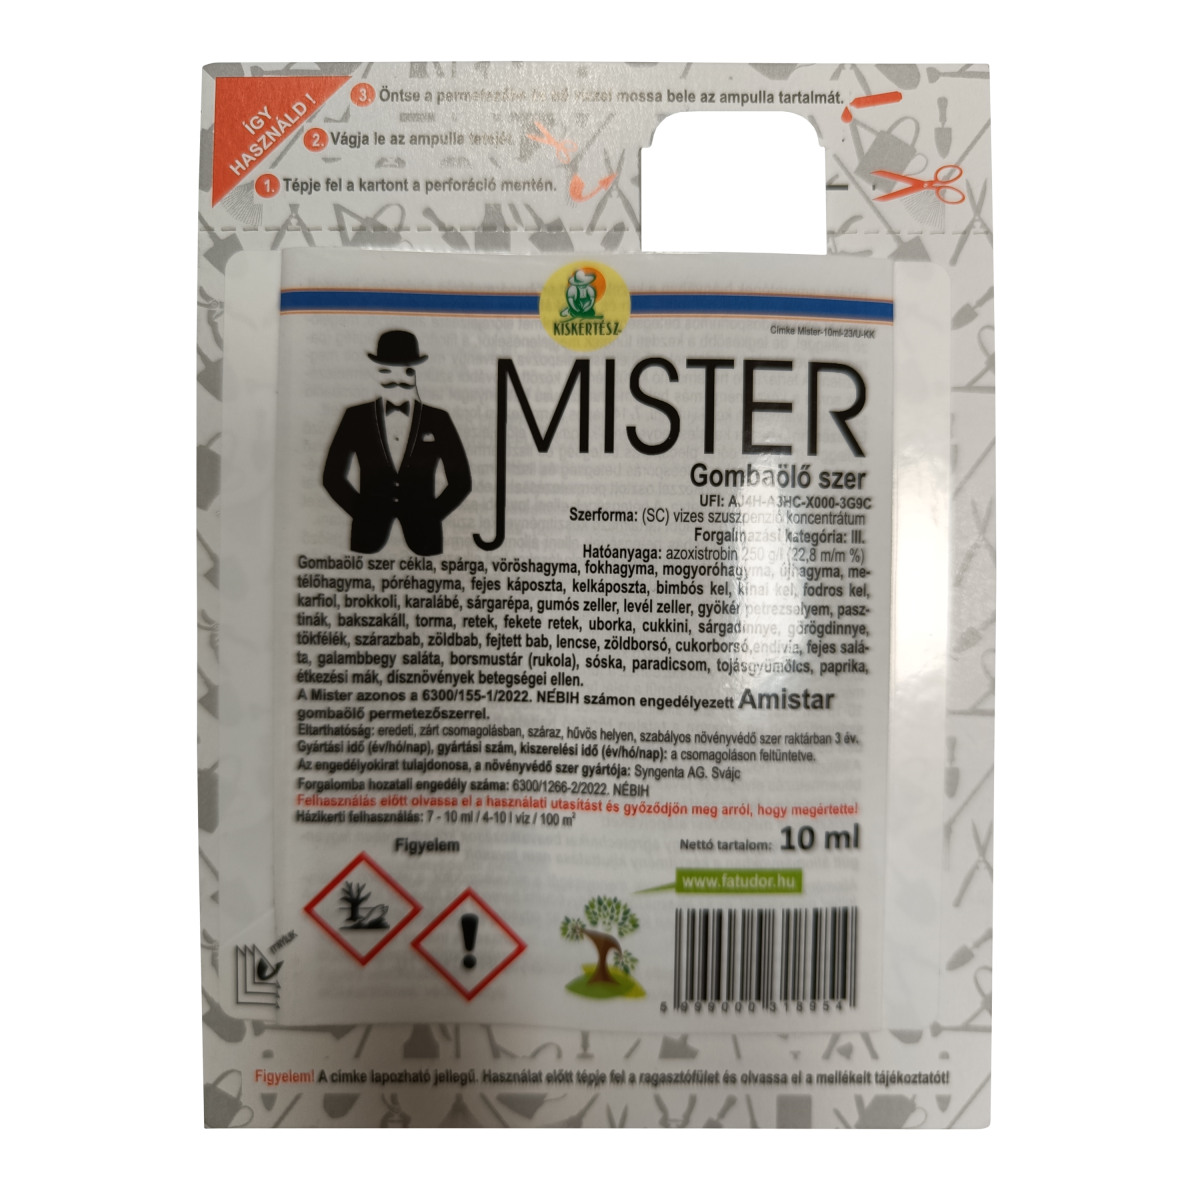 ÍGY
HASZNÁLD !
3. Öntse a permetezőbe mossa bele az ampulla tartalmát.
2. Vágja le az ampulla tetejét.
1. Tépje fel a kartont a perforáció mentén.
KISKERTÉSZ
Címke Mister-10ml-23/U-KK
MISTER
Gombaölő szer
UFI: AJ4H-A3HC-X000-3G9C
Szerforma: (SC) vizes szuszpenzió koncentrátum
Forgalmazási kategória: III.
Hatóanyaga: azoxistrobin 250 g/l (22,8 m/m %)
Gombaölő szer cékla, spárga, vöröshagyma, fokhagyma, mogyoróhagyma, újhagyma, me-
télőhagyma, póréhagyma, fejes káposzta, kelkáposzta, bimbós kel, kínai kel, fodros kel,
karfiol, brokkoli, karalábé, sárgarépa, gumós zeller, levél zeller, gyökér petrezselyem, pasz-
tinák, bakszakáll, torma, retek, fekete retek, uborka, cukkini, sárgadinnye, görögdinnye,
tökfélék, szárazbab, zöldbab, fejtett bab, lencse, zöldborsó, cukorborsó, endívia, fejes salá-
ta, galambbegy saláta, borsmustár (rukola), sóska, paradicsom, tojásgyümölcs, paprika,
étkezési mák, dísznövények betegségei ellen.
A Mister azonos a 6300/155-1/2022. NÉBIH számon engedélyezett Amistar
gombaölő permetezőszerrel.
Eltarthatóság: eredeti, zárt csomagolásban, száraz, hűvös helyen, szabályos növényvédő szer raktárban 3 év.
Gyártási idő (év/hó/nap), gyártási szám, kiszerelési idő (év/hó/nap): a csomagoláson feltüntetve.
Az engedélyokirat tulajdonosa, a növényvédő szer gyártója: Syngenta AG. Svájc
Forgalomba hozatali engedély száma: 6300/1266-2/2022. NÉBIH
Felhasználás előtt olvassa el a használati utasítást és győződjön meg arról, hogy megértette!
Házikerti felhasználás: 7 - 10 ml / 4-10 l víz / 100 m²
Figyelem
Nettó tartalom: 10 ml
www.fatudor.hu
5 999000 318954
Figyelem! A címke lapozható jellegű. Használat előtt tépje fel a ragasztófület és olvassa el a mellékelt tájékoztatót!